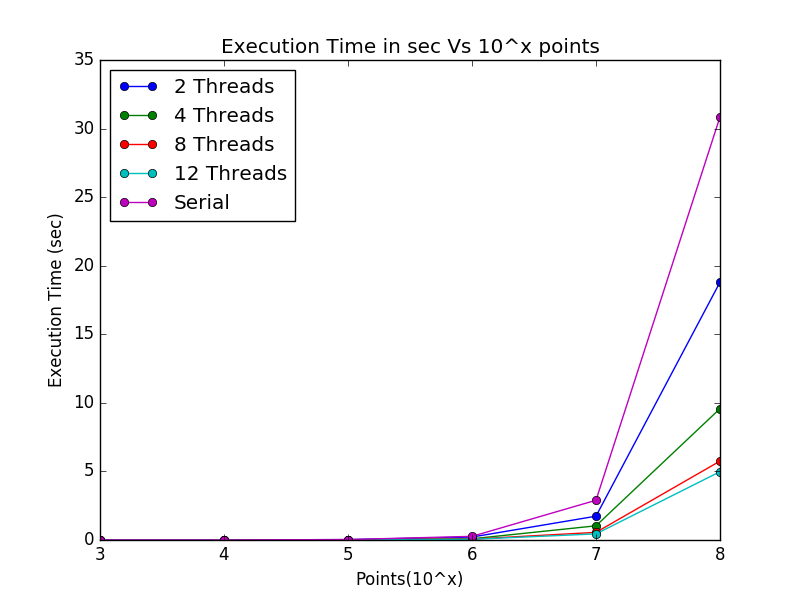 Execution Time in sec Vs 10^x points
35
30
25
20
15
10
5
0
Execution Time (sec)
2 Threads
4 Threads
8 Threads
12 Threads
Serial
3 4 5 6 7 8
Points(10^x)